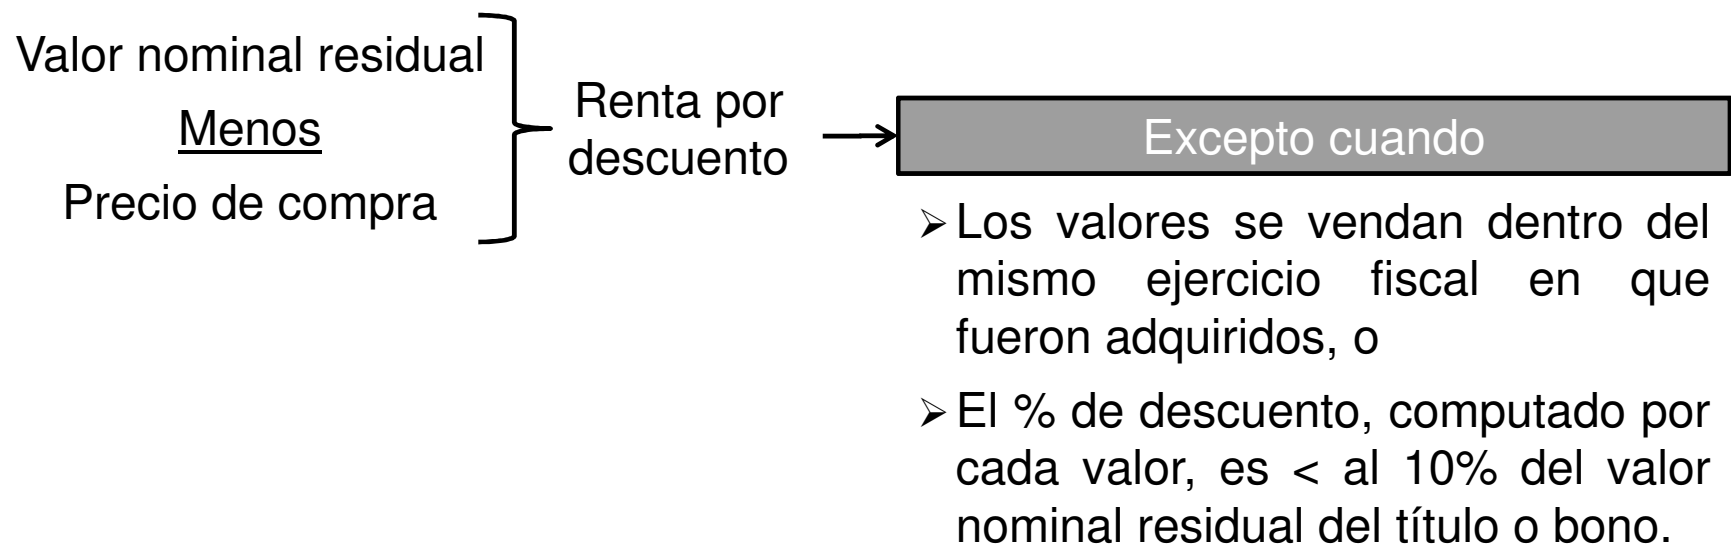 Valor nominal residual
Menos
Precio de compra
Renta por
descuento
Excepto cuando
➢ Los valores se vendan dentro del
mismo ejercicio fiscal en que
fueron adquiridos, o
➢ El % de descuento, computado por
cada valor, es < al 10% del valor
nominal residual del título o bono.